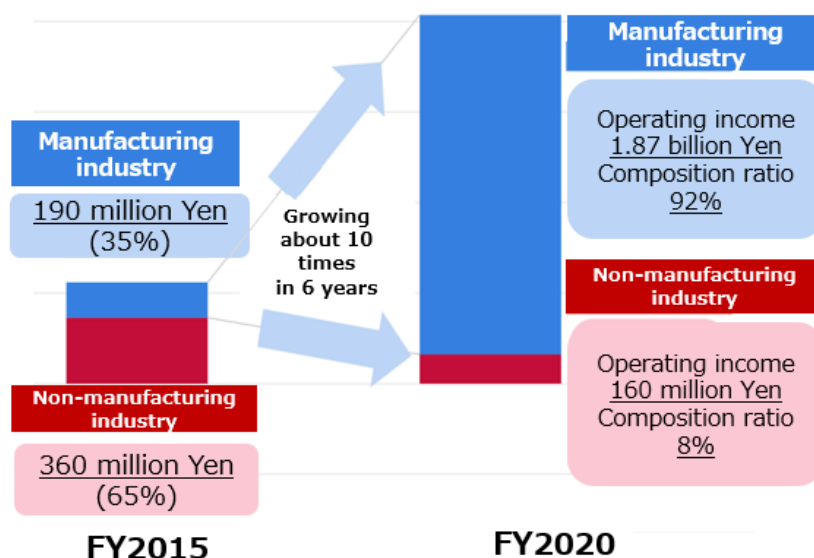 Manufacturing
industry
190 million Yen
(35%)
Non-manufacturing
industry
360 million Yen
(65%)
FY2015
Growing
about 10
times
in 6 years
Manufacturing
industry
Operating income
1.87 billion Yen
Composition ratio
92%
Non-manufacturing
industry
Operating income
160 million Yen
Composition ratio
8%
FY2020